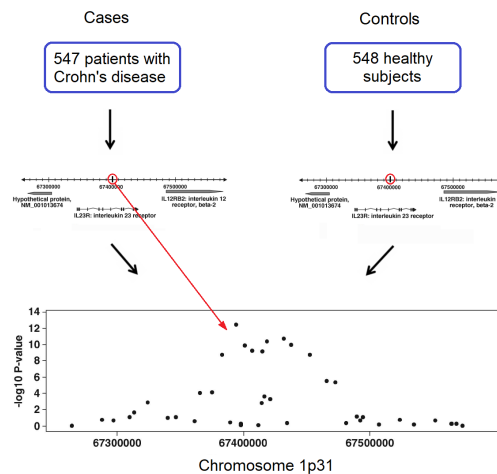 Cases
Controls
547 patients with
Crohn's disease
548 healthy
subjects
67300000
67400000
67500000
Hypothetical protein,
NM_001013674
IL12RB2: interleukin 12
receptor, beta-2
IL23R: interleukin 23 receptor
67300000
67400000
67500000
Hypothetical protein,
NM_001013674
IL12RB2: interleukin
receptor, beta-2
IL23R: interleukin 23 receptor
14
12
10
8
6
4
2
0
-log10 P-value
67300000
67400000
67500000
Chromosome 1p31